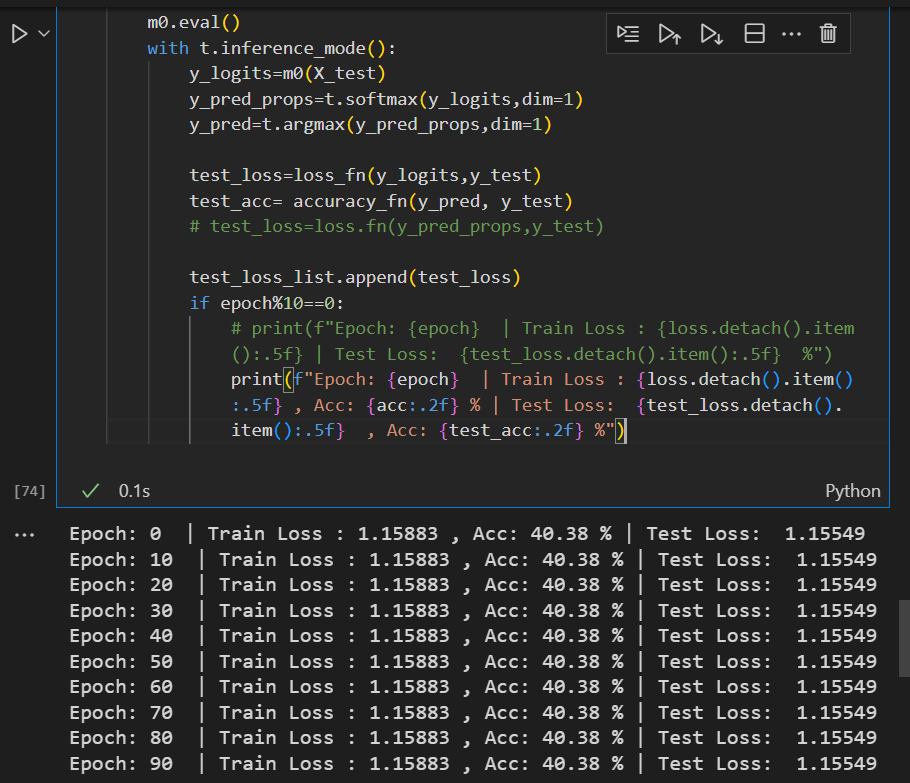 m0.eval()
with t.inference_mode():
y_logits=m0(X_test)
y_pred_props=t.softmax(y_logits,dim=1)
y_pred=t.argmax(y_pred_props,dim=1)
test_loss=loss_fn(y_logits,y_test)
test_acc= accuracy_fn(y_pred, y_test)
# test_loss=loss.fn(y_pred_props,y_test)
test_loss_list.append(test_loss)
if epoch%10==0:
# print(f"Epoch: {epoch}  | Train Loss : {loss.detach().item
():.5f} | Test Loss:  {test_loss.detach().item():.5f}  %")
print(f"Epoch: {epoch}  | Train Loss : {loss.detach().item()
:.5f} , Acc: {acc:.2f} % | Test Loss:  {test_loss.detach().
item():.5f}  , Acc: {test_acc:.2f} %")
[74] 0.1s Python
Epoch: 0  | Train Loss : 1.15883 , Acc: 40.38 % | Test Loss:  1.15549
Epoch: 10  | Train Loss : 1.15883 , Acc: 40.38 % | Test Loss:  1.15549
Epoch: 20  | Train Loss : 1.15883 , Acc: 40.38 % | Test Loss:  1.15549
Epoch: 30  | Train Loss : 1.15883 , Acc: 40.38 % | Test Loss:  1.15549
Epoch: 40  | Train Loss : 1.15883 , Acc: 40.38 % | Test Loss:  1.15549
Epoch: 50  | Train Loss : 1.15883 , Acc: 40.38 % | Test Loss:  1.15549
Epoch: 60  | Train Loss : 1.15883 , Acc: 40.38 % | Test Loss:  1.15549
Epoch: 70  | Train Loss : 1.15883 , Acc: 40.38 % | Test Loss:  1.15549
Epoch: 80  | Train Loss : 1.15883 , Acc: 40.38 % | Test Loss:  1.15549
Epoch: 90  | Train Loss : 1.15883 , Acc: 40.38 % | Test Loss:  1.15549